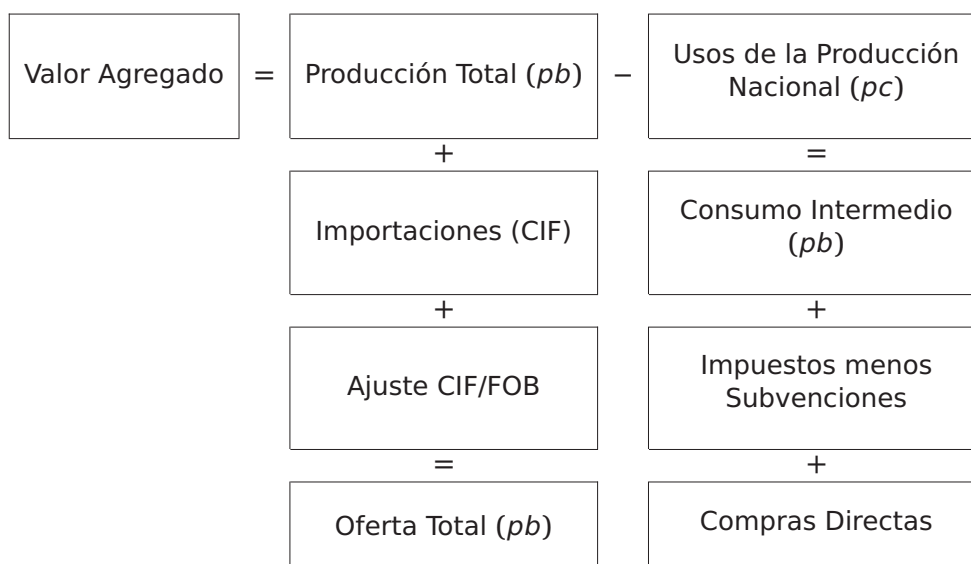 Valor Agregado = Producción Total (pb) − Usos de la Producción
Nacional (pc)
+ =
Importaciones (CIF) Consumo Intermedio
(pb)
+ +
Ajuste CIF/FOB Impuestos menos
Subvenciones
= +
Oferta Total (pb) Compras Directas